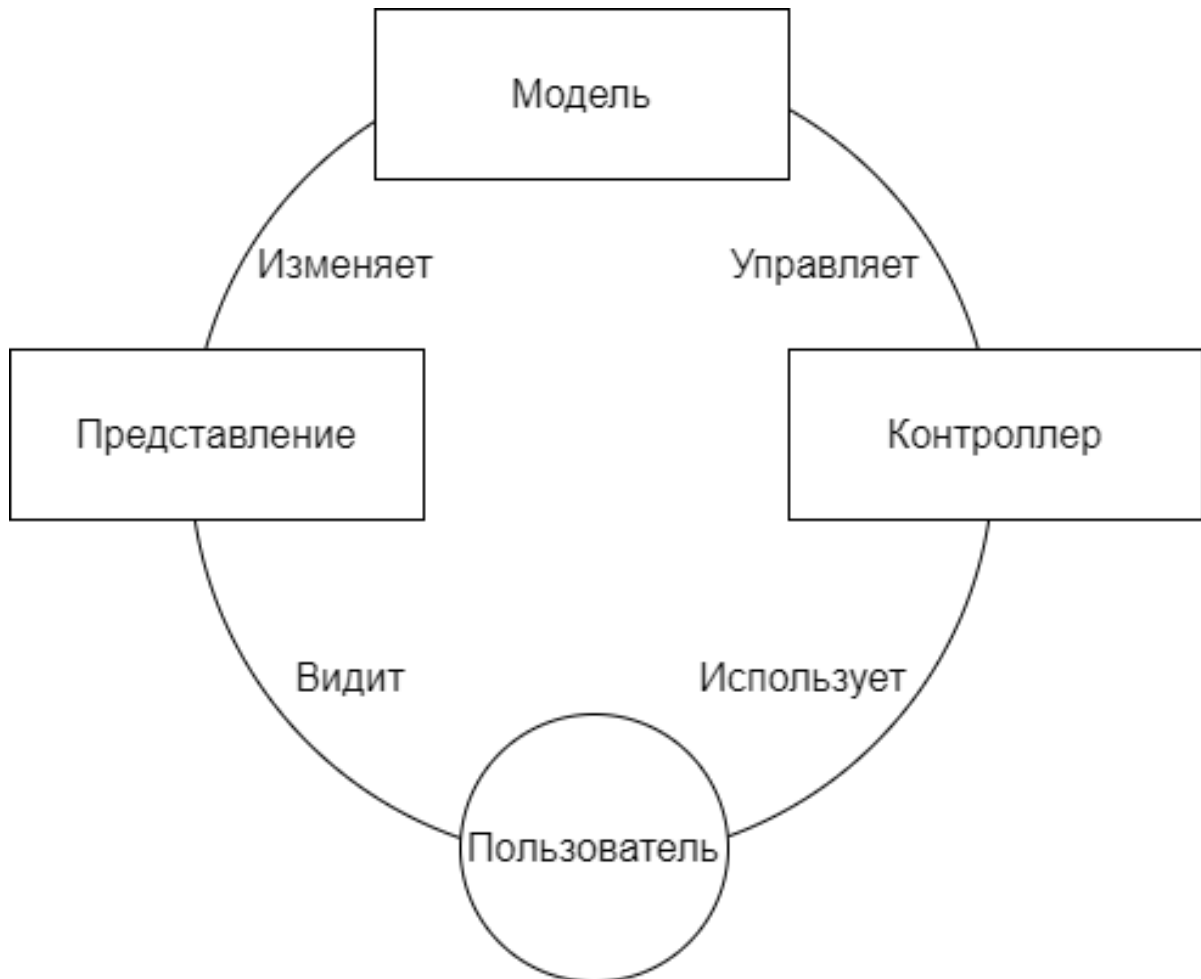 Модель
Изменяет
Управляет
Представление
Контроллер
Видит
Использует
Пользователь